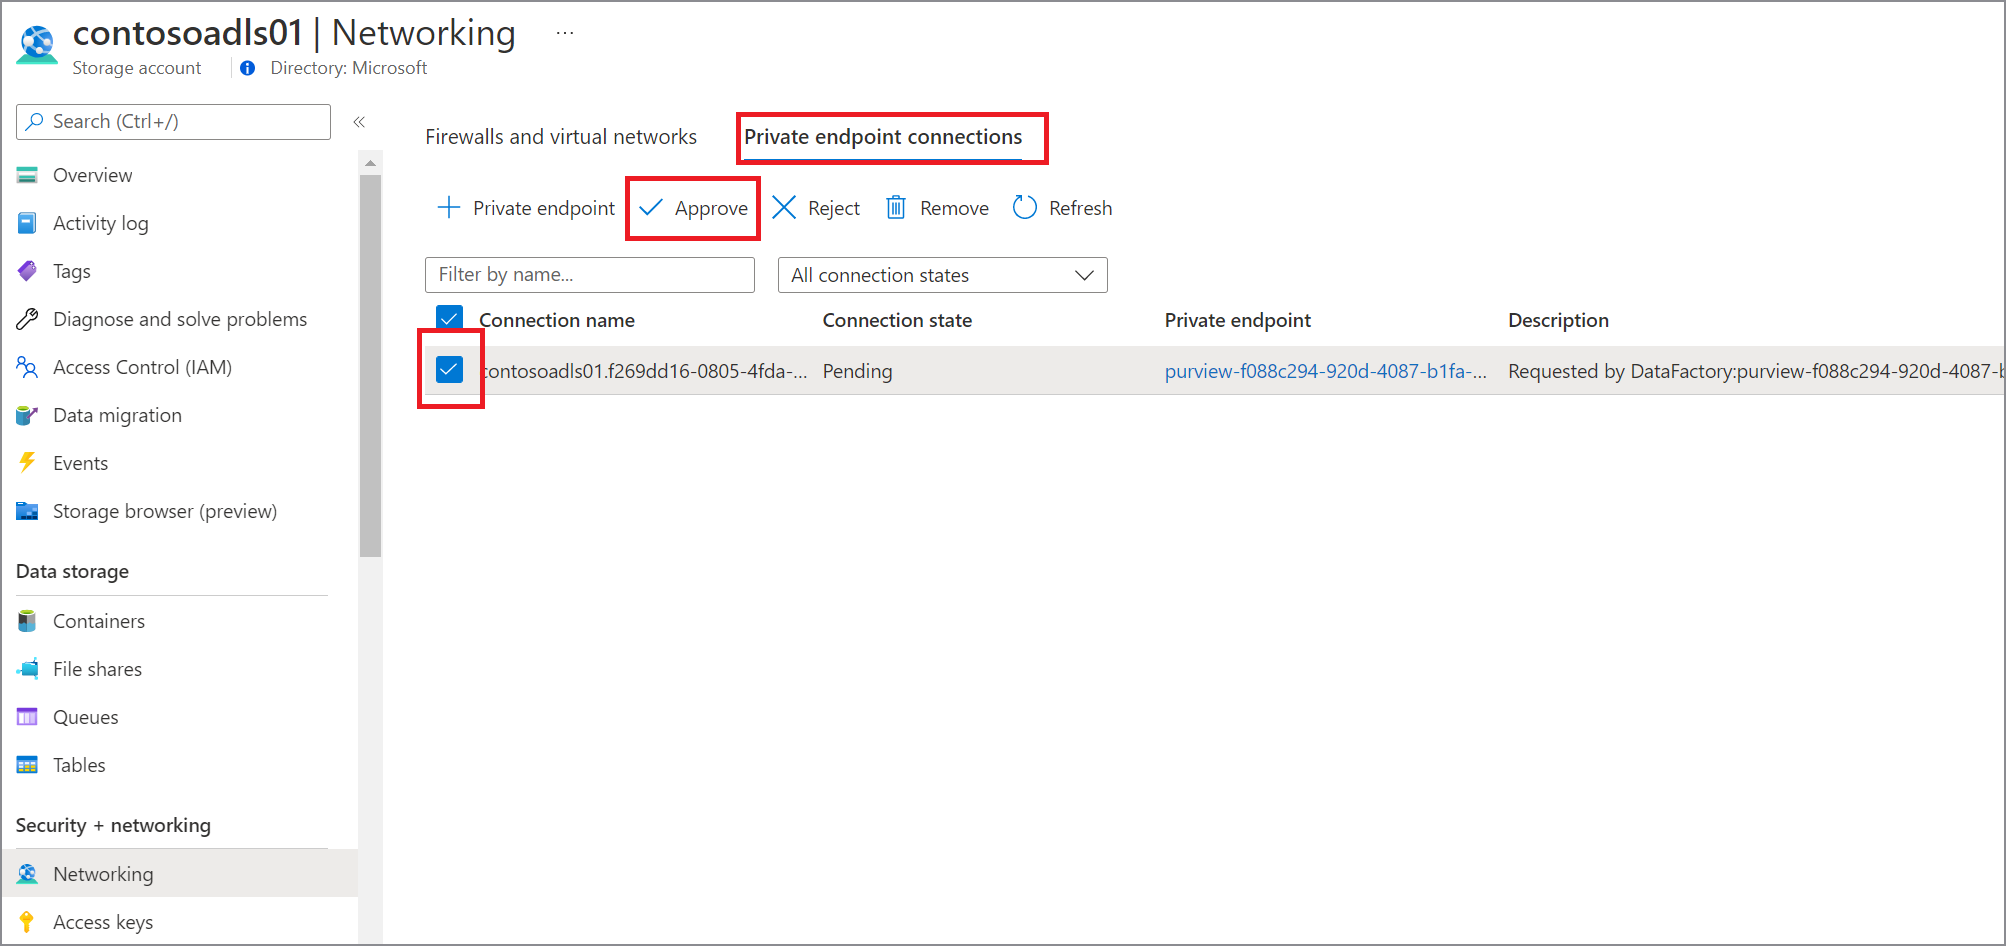 contosoadls01 | Networking ...
Storage account
Directory: Microsoft
Search (Ctrl+/)
«
Overview
Activity log
Tags
Diagnose and solve problems
Access Control (IAM)
Data migration
Events
Storage browser (preview)
Data storage
Containers
File shares
Queues
Tables
Security + networking
Networking
Access keys
Firewalls and virtual networks
Private endpoint connections
Private endpoint
Approve
Reject
Remove
Refresh
Filter by name...
All connection states
Connection name Connection state Private endpoint Description
contosoadls01.f269dd16-0805-4fda-... Pending purview-f088c294-920d-4087-b1fa-... Requested by DataFactory:purview-f088c294-920d-4087-b